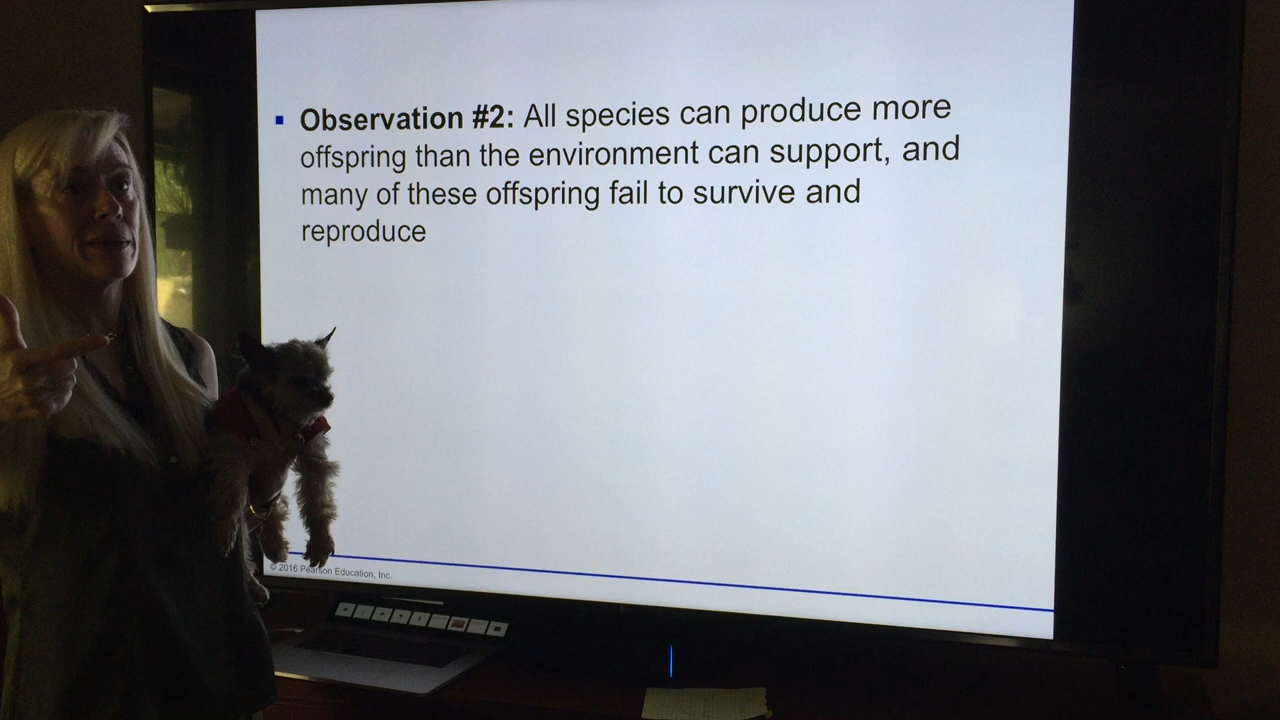 Observation #2: All species can produce more
offspring than the environment can support, and
many of these offspring fail to survive and
reproduce
© 2016 Pearson Education, Inc.